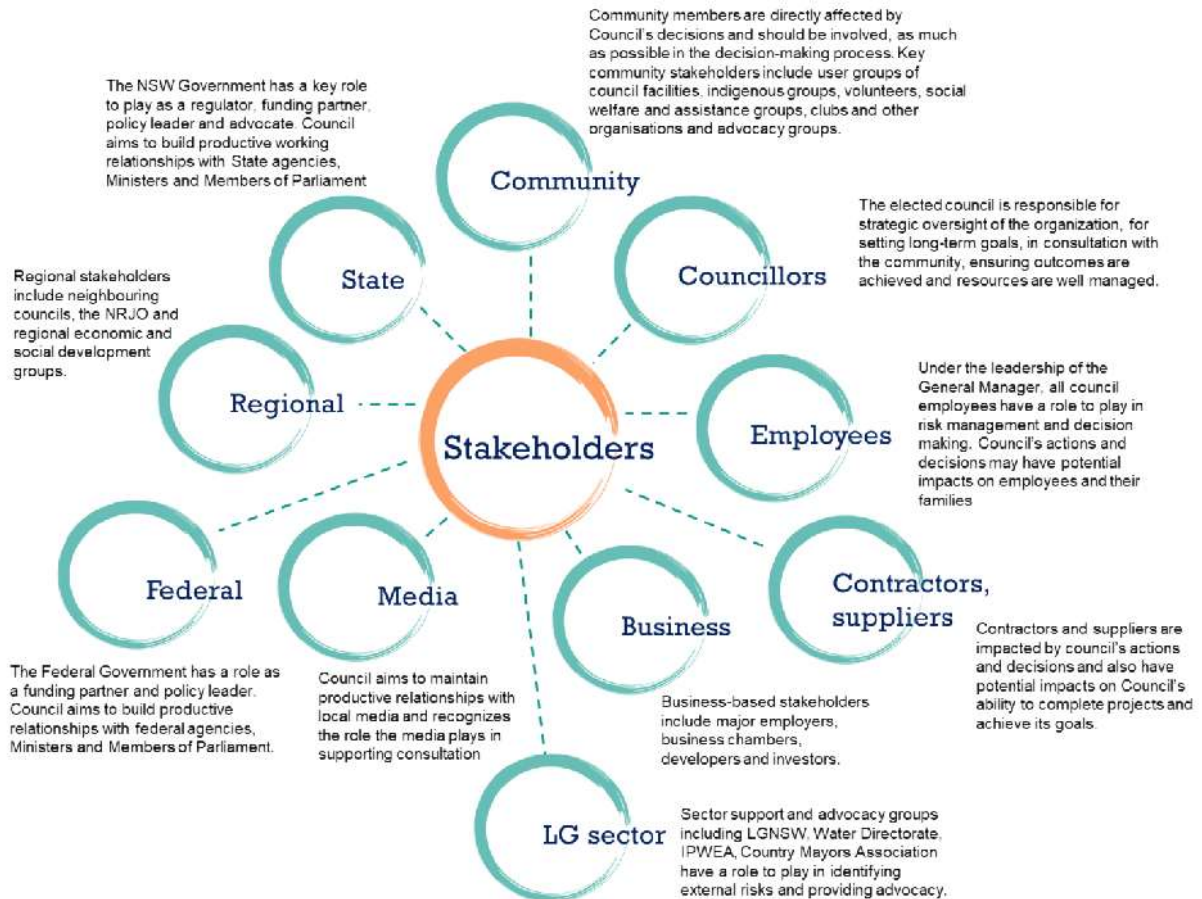 Community members are directly affected by
Council's decisions and should be involved, as much
as possible in the decision-making process. Key
community stakeholders include user groups of
council facilities, indigenous groups, volunteers, social
welfare and assistance groups, clubs and other
organisations and advocacy groups.
The NSW Government has a key role
to play as a regulator, funding partner,
policy leader and advocate. Council
aims to build productive working
relationships with State agencies,
Ministers and Members of Parliament
Community
The elected council is responsible for
strategic oversight of the organization, for
setting long-term goals, in consultation with
the community, ensuring outcomes are
achieved and resources are well managed.
State
Councillors
Regional stakeholders
include neighbouring
councils, the NRJO and
regional economic and
social development
groups.
Regional
Stakeholders
Employees
Under the leadership of the
General Manager, all council
employees have a role to play in
risk management and decision
making. Council's actions and
decisions may have potential
impacts on employees and their
families
Federal
Media
Business
Contractors,
suppliers
The Federal Government has a role as
a funding partner and policy leader.
Council aims to build productive
relationships with federal agencies,
Ministers and Members of Parliament.
Council aims to maintain
productive relationships with
local media and recognizes
the role the media plays in
supporting consultation
Business-based stakeholders
include major employers,
business chambers,
developers and investors.
Contractors and suppliers are
impacted by council's actions
and decisions and also have
potential impacts on Council's
ability to complete projects and
achieve its goals.
LG sector
Sector support and advocacy groups
including LGNSW, Water Directorate,
IPWEA, Country Mayors Association
have a role to play in identifying
external risks and providing advocacy.